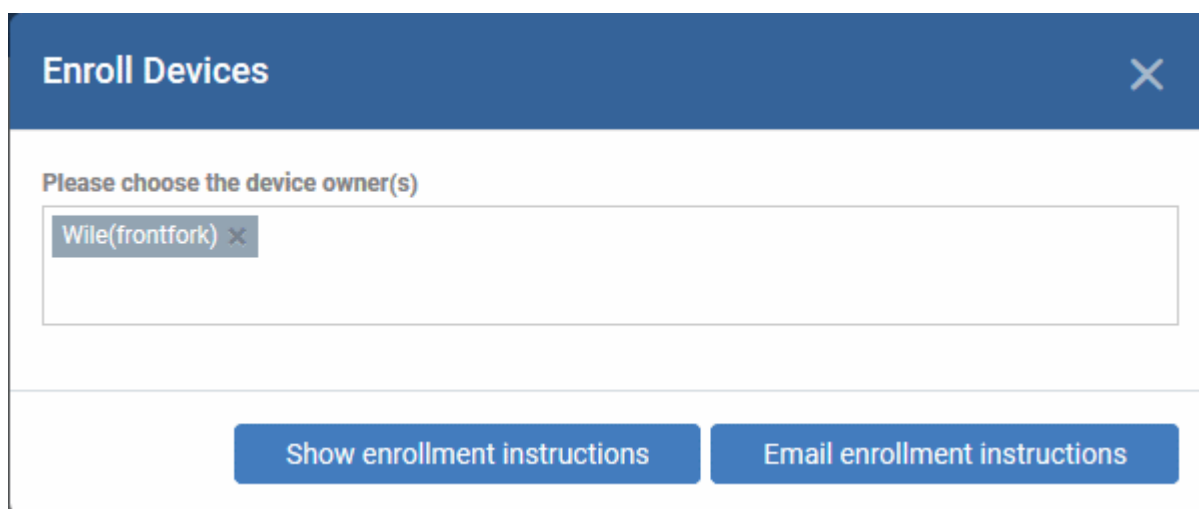 Enroll Devices
Please choose the device owner(s)
Wile(frontfork)
Show enrollment instructions
Email enrollment instructions